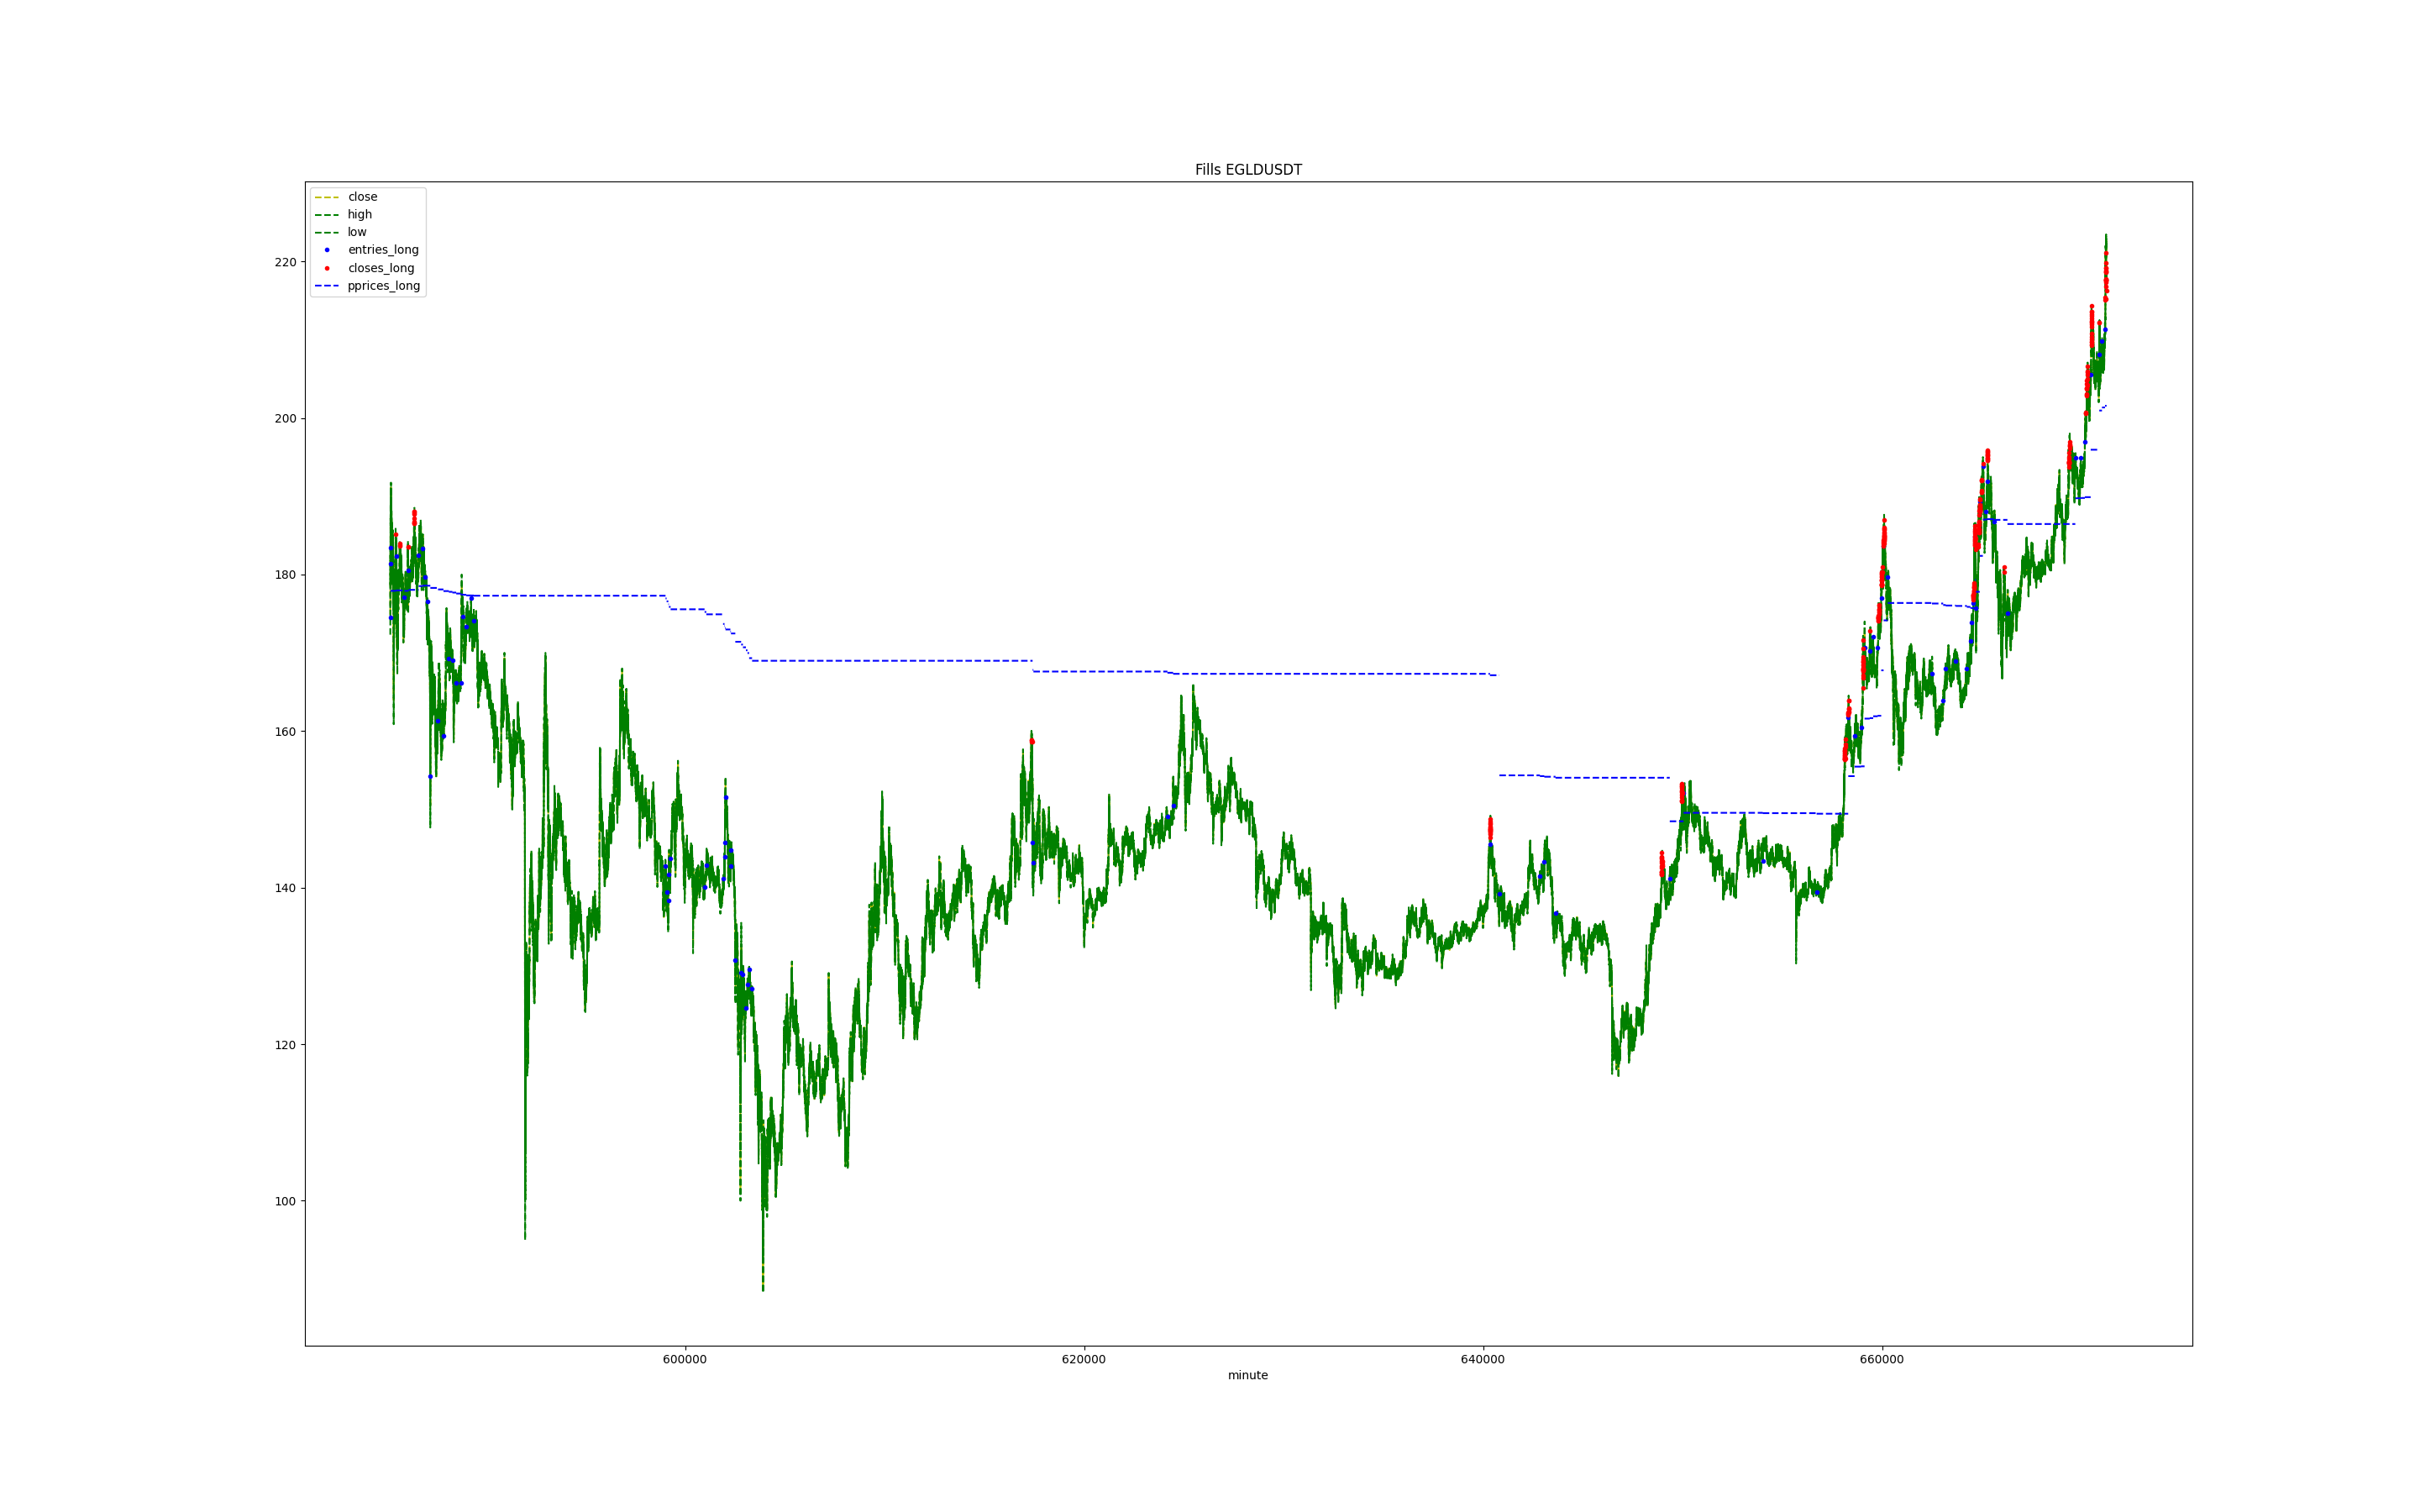 Fills EGLDUSDT
close
high
low
entries_long
closes_long
pprices_long
220
200
180
160
140
120
100
600000 620000 640000 660000
minute